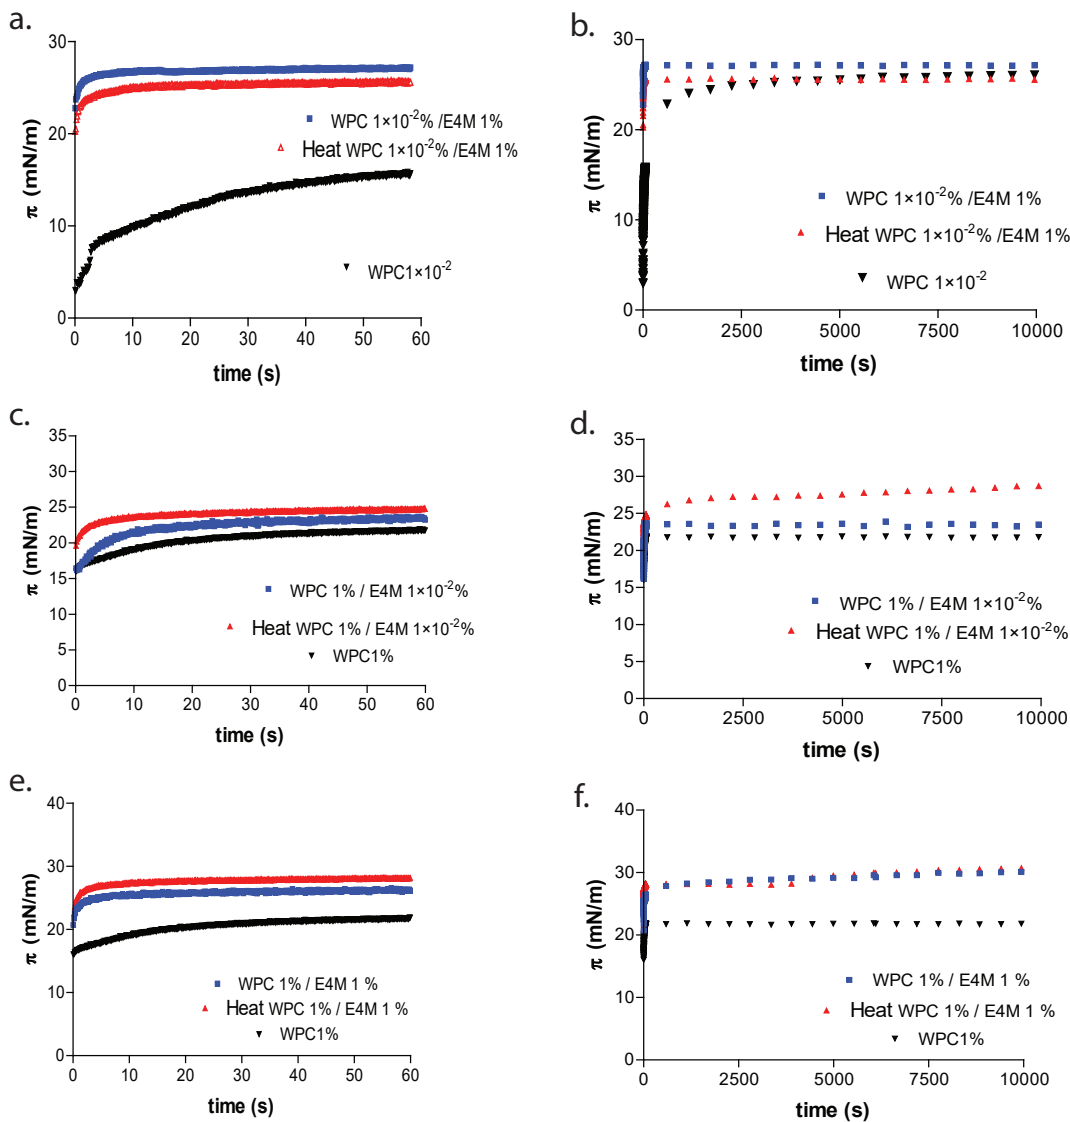 a.
30
20
10
0
π (mN/m)
WPC 1×10⁻²% /E4M 1%
Heat WPC 1×10⁻²%/E4M 1%
WPC1×10⁻²
0 10 20 30 40 50 60
time (s)
b.
30
20
10
0
π (mN/m)
WPC 1×10⁻²% /E4M 1%
Heat WPC 1×10⁻²%/E4M 1%
WPC 1×10⁻²
0 2500 5000 7500 10000
time (s)
c.
35
30
25
20
15
10
5
0
π (mN/m)
WPC 1% / E4M 1×10⁻²%
Heat WPC 1% / E4M 1×10⁻²%
WPC1%
0 10 20 30 40 50 60
time (s)
d.
35
30
25
20
15
10
5
0
π (mN/m)
WPC 1% / E4M 1×10⁻²%
Heat WPC 1% / E4M 1×10⁻²%
WPC1%
0 2500 5000 7500 10000
time (s)
e.
40
30
20
10
0
π (mN/m)
WPC 1% / E4M 1 %
Heat WPC 1% / E4M 1 %
WPC1%
0 10 20 30 40 50 60
time (s)
f.
40
30
20
10
0
π (mN/m)
WPC 1% / E4M 1 %
Heat WPC 1% / E4M 1 %
WPC1%
0 2500 5000 7500 10000
time (s)